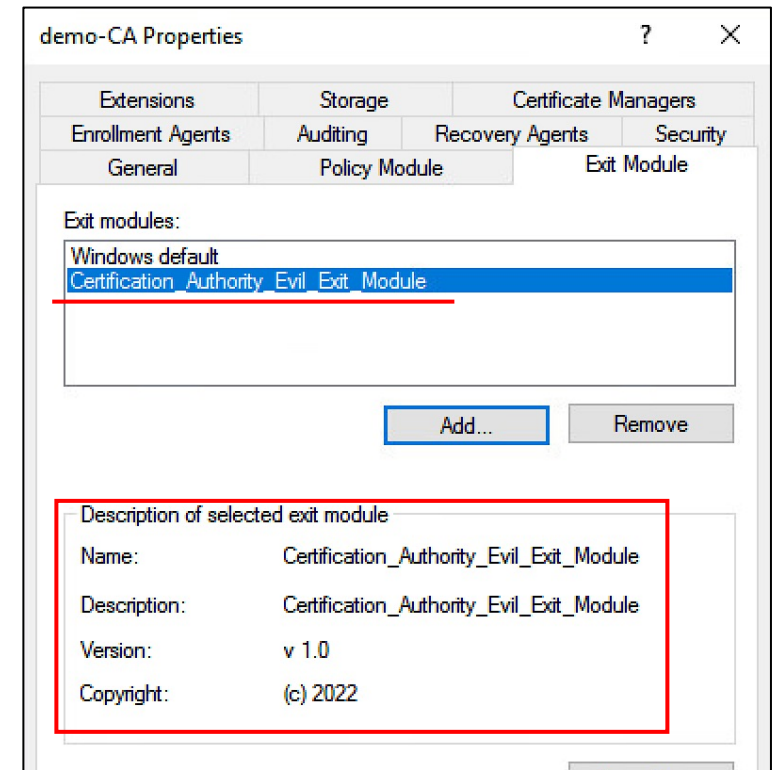 demo-CA Properties ? ×
Extensions Storage Certificate Managers
Enrollment Agents Auditing Recovery Agents Security
General Policy Module Exit Module
Exit modules:
Windows default
Certification_Authority_Evil_Exit_Module
Add... Remove
Description of selected exit module
Name: Certification_Authority_Evil_Exit_Module
Description: Certification_Authority_Evil_Exit_Module
Version: v 1.0
Copyright: (c) 2022